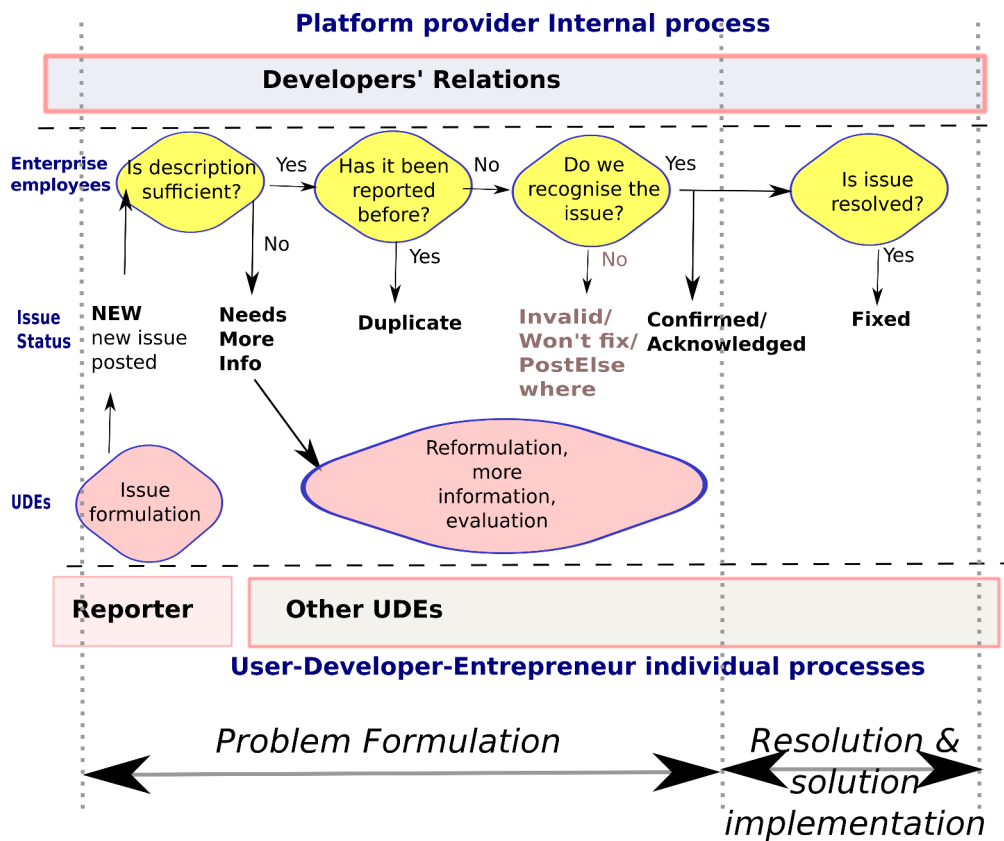 Platform provider Internal process
Developers' Relations
Enterprise
employees
Is description
sufficient?
Yes
Has it been
reported
before?
No
Do we
recognise the
issue?
Yes
Is issue
resolved?
No
Yes
No
Yes
Issue
Status
NEW
new issue
posted
Needs
More
Info
Duplicate
Invalid/
Won't fix/
PostElse
where
Confirmed/
Acknowledged
Fixed
UDEs
Issue
formulation
Reformulation,
more
information,
evaluation
Reporter
Other UDEs
User-Developer-Entrepreneur individual processes
Problem Formulation
Resolution &
solution
implementation